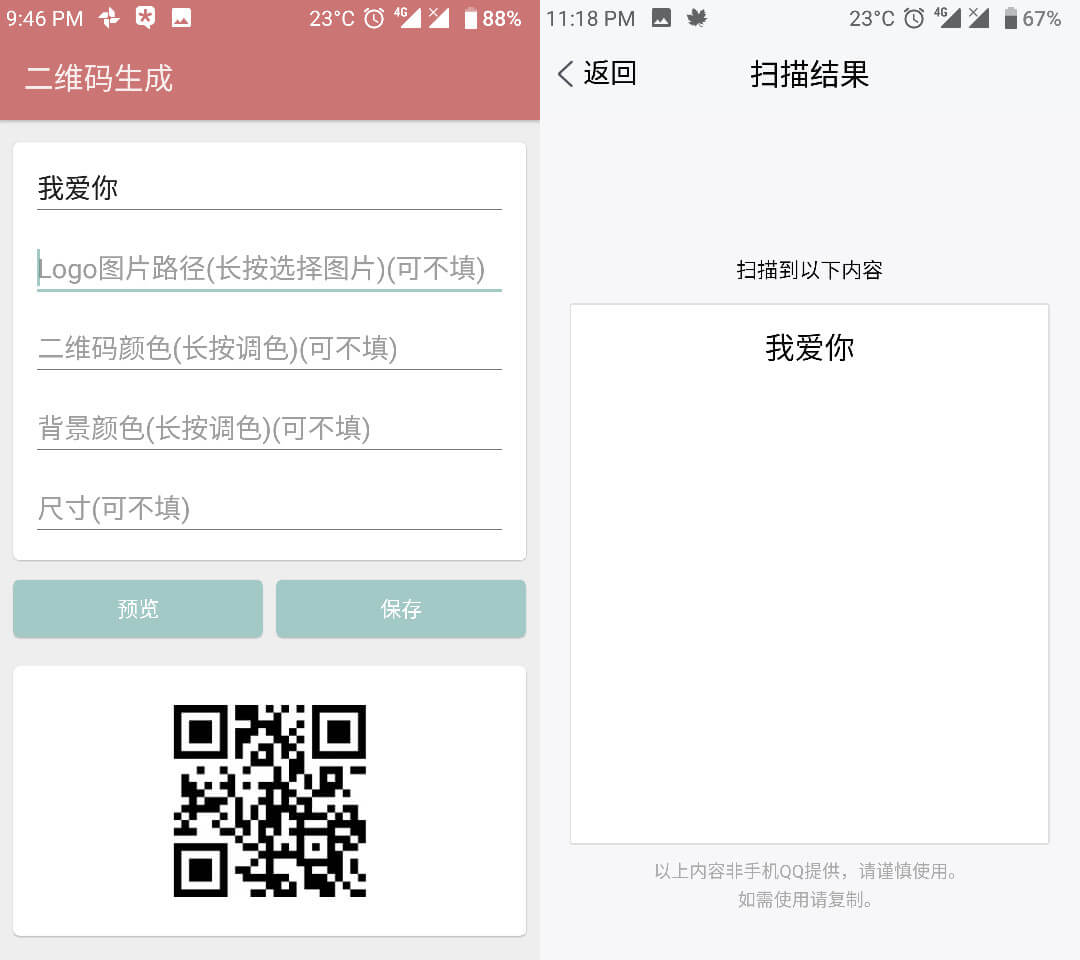 9:46 PM 23°C 4G 88%
二维码生成
我爱你
Logo图片路径(长按选择图片)(可不填)
二维码颜色(长按调色)(可不填)
背景颜色(长按调色)(可不填)
尺寸(可不填)
预览 保存
11:18 PM 23°C 4G 67%
返回 扫描结果
扫描到以下内容
我爱你
以上内容非手机QQ提供，请谨慎使用。
如需使用请复制。